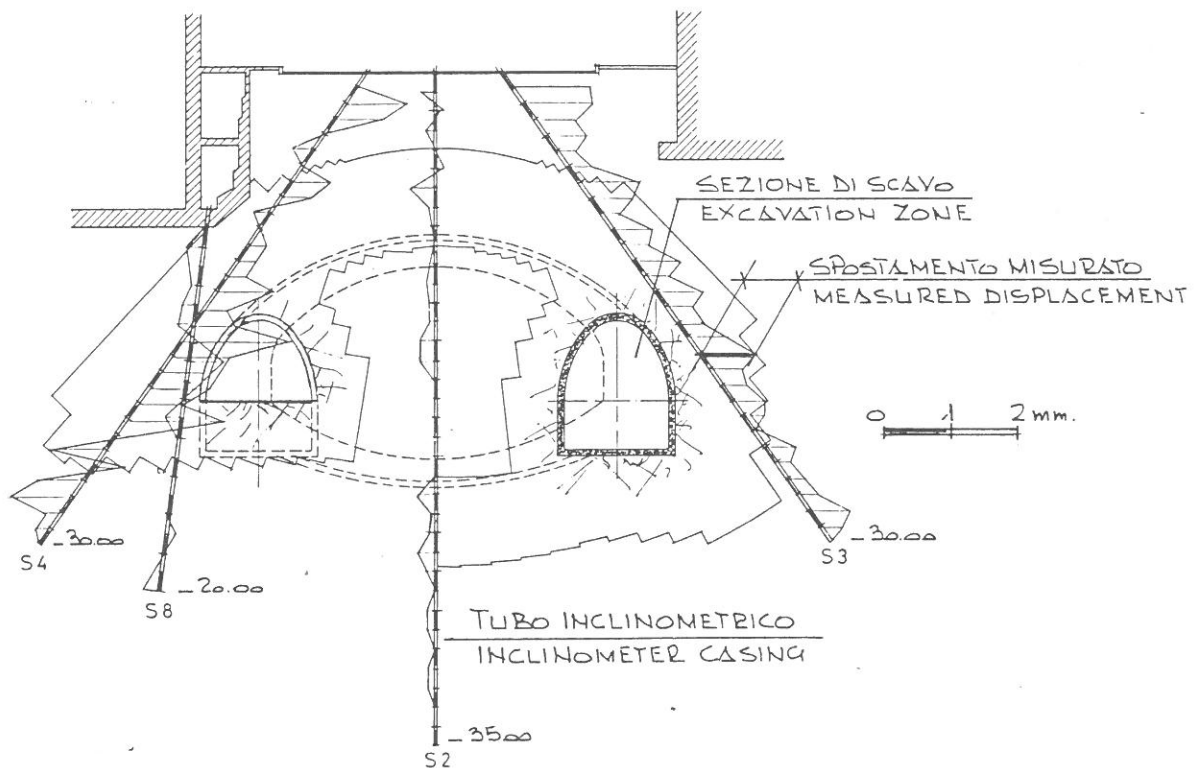 SEZIONE DI SCAVO
EXCAVATION ZONE
SPOSTAMENTO MISURATO
MEASURED DISPLACEMENT
0 1 2 mm.
S4 -30.00
S8 -20.00
S3 -30.00
TUBO INCLINOMETRICO
INCLINOMETER CASING
S2 -35.00